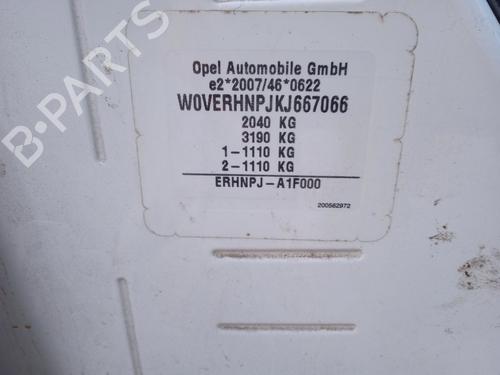 Opel Automobile GmbH
e2*2007/46*0622
W0VERHNPJKJ667066
2040 KG
3190 KG
1-1110 KG
2-1110 KG
ERHNPJ-A1F000
200582972
B-PARTS